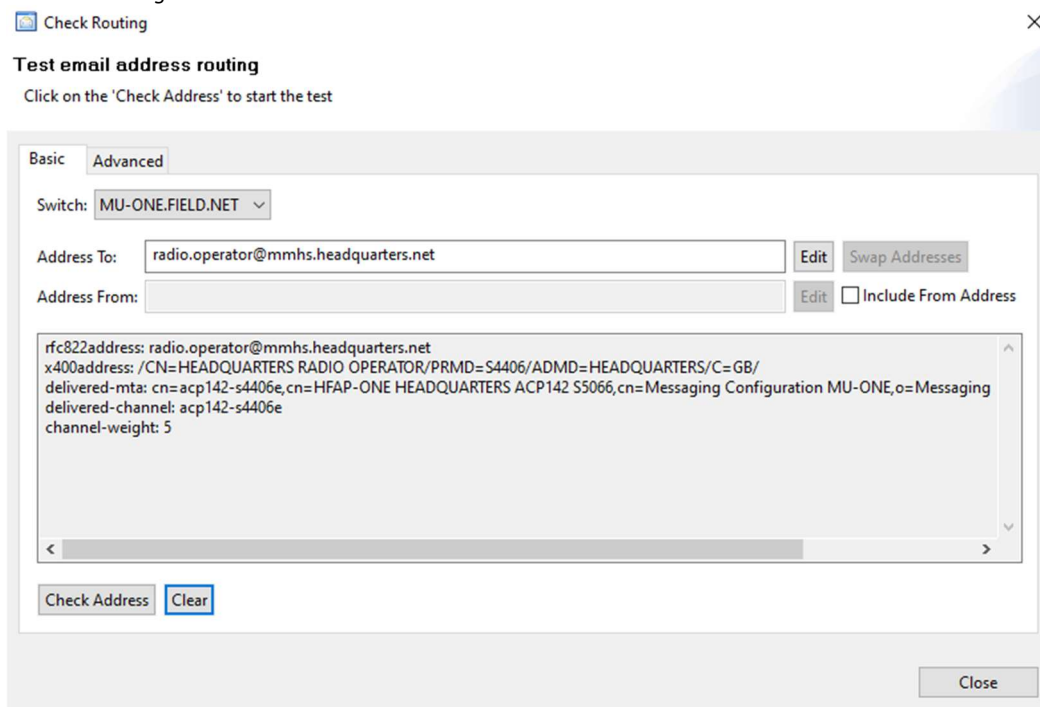 Check Routing
Test email address routing
Click on the 'Check Address' to start the test
Basic Advanced
Switch: MU-ONE.FIELD.NET
Address To: radio.operator@mmhs.headquarters.net Edit Swap Addresses
Address From: Edit Include From Address
rfc822address: radio.operator@mmhs.headquarters.net
x400address: /CN=HEADQUARTERS RADIO OPERATOR/PRMD=S4406/ADMD=HEADQUARTERS/C=GB/
delivered-mta: cn=acp142-s4406e,cn=HFAP-ONE HEADQUARTERS ACP142 S5066,cn=Messaging Configuration MU-ONE,o=Messaging
delivered-channel: acp142-s4406e
channel-weight: 5
Check Address Clear
Close